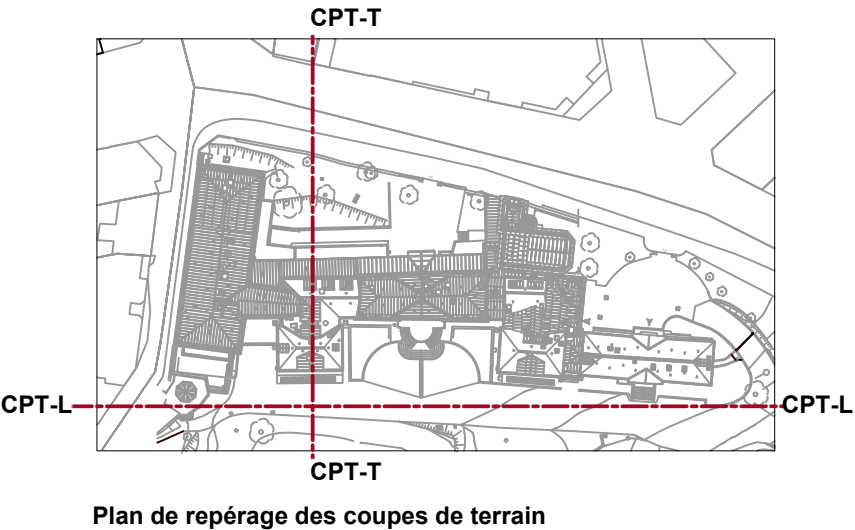 CPT-T
CPT-L CPT-L
CPT-T
Plan de repérage des coupes de terrain